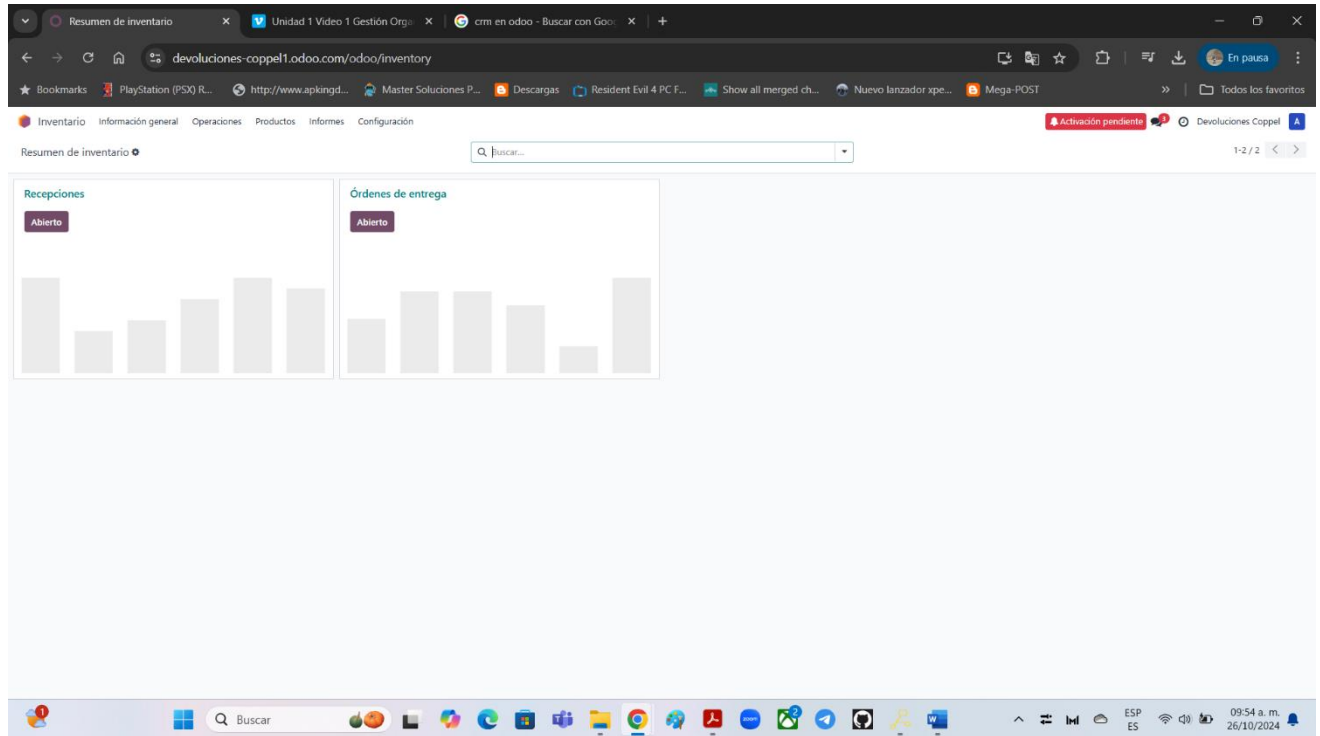 Resumen de inventario
Unidad 1 Video 1 Gestión Orga
crm en odoo - Buscar con Goo
devoluciones-coppel1.odoo.com/odoo/inventory
En pausa
Bookmarks PlayStation (PSX) R... http://www.apkingd... Master Soluciones P... Descargas Resident Evil 4 PC F... Show all merged ch... Nuevo lanzador xpe... Mega-POST » Todos los favoritos
Inventario Información general Operaciones Productos Informes Configuración Activación pendiente 3 Devoluciones Coppel A
Resumen de inventario Buscar... 1-2 / 2
Recepciones
Abierto
Órdenes de entrega
Abierto
1 Buscar zoom 2 W ESP 09:54 a. m.
ES 26/10/2024